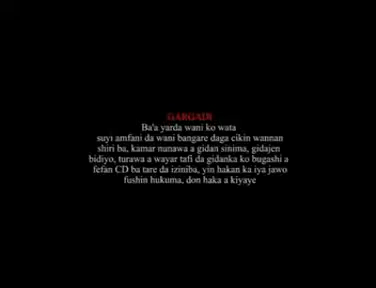 GARGADI
Ba'a yarda wani ko wata
suyi amfani da wani bangare daga cikin wannan
shiri ba, kamar nunawa a gidan sinima, gidajen
bidiyo, turawa a wayar tafi da gidanka ko bugashi a
fefan CD ba tare da iziniba, yin hakan ka iya jawo
fushin hukuma, don haka a kiyaye